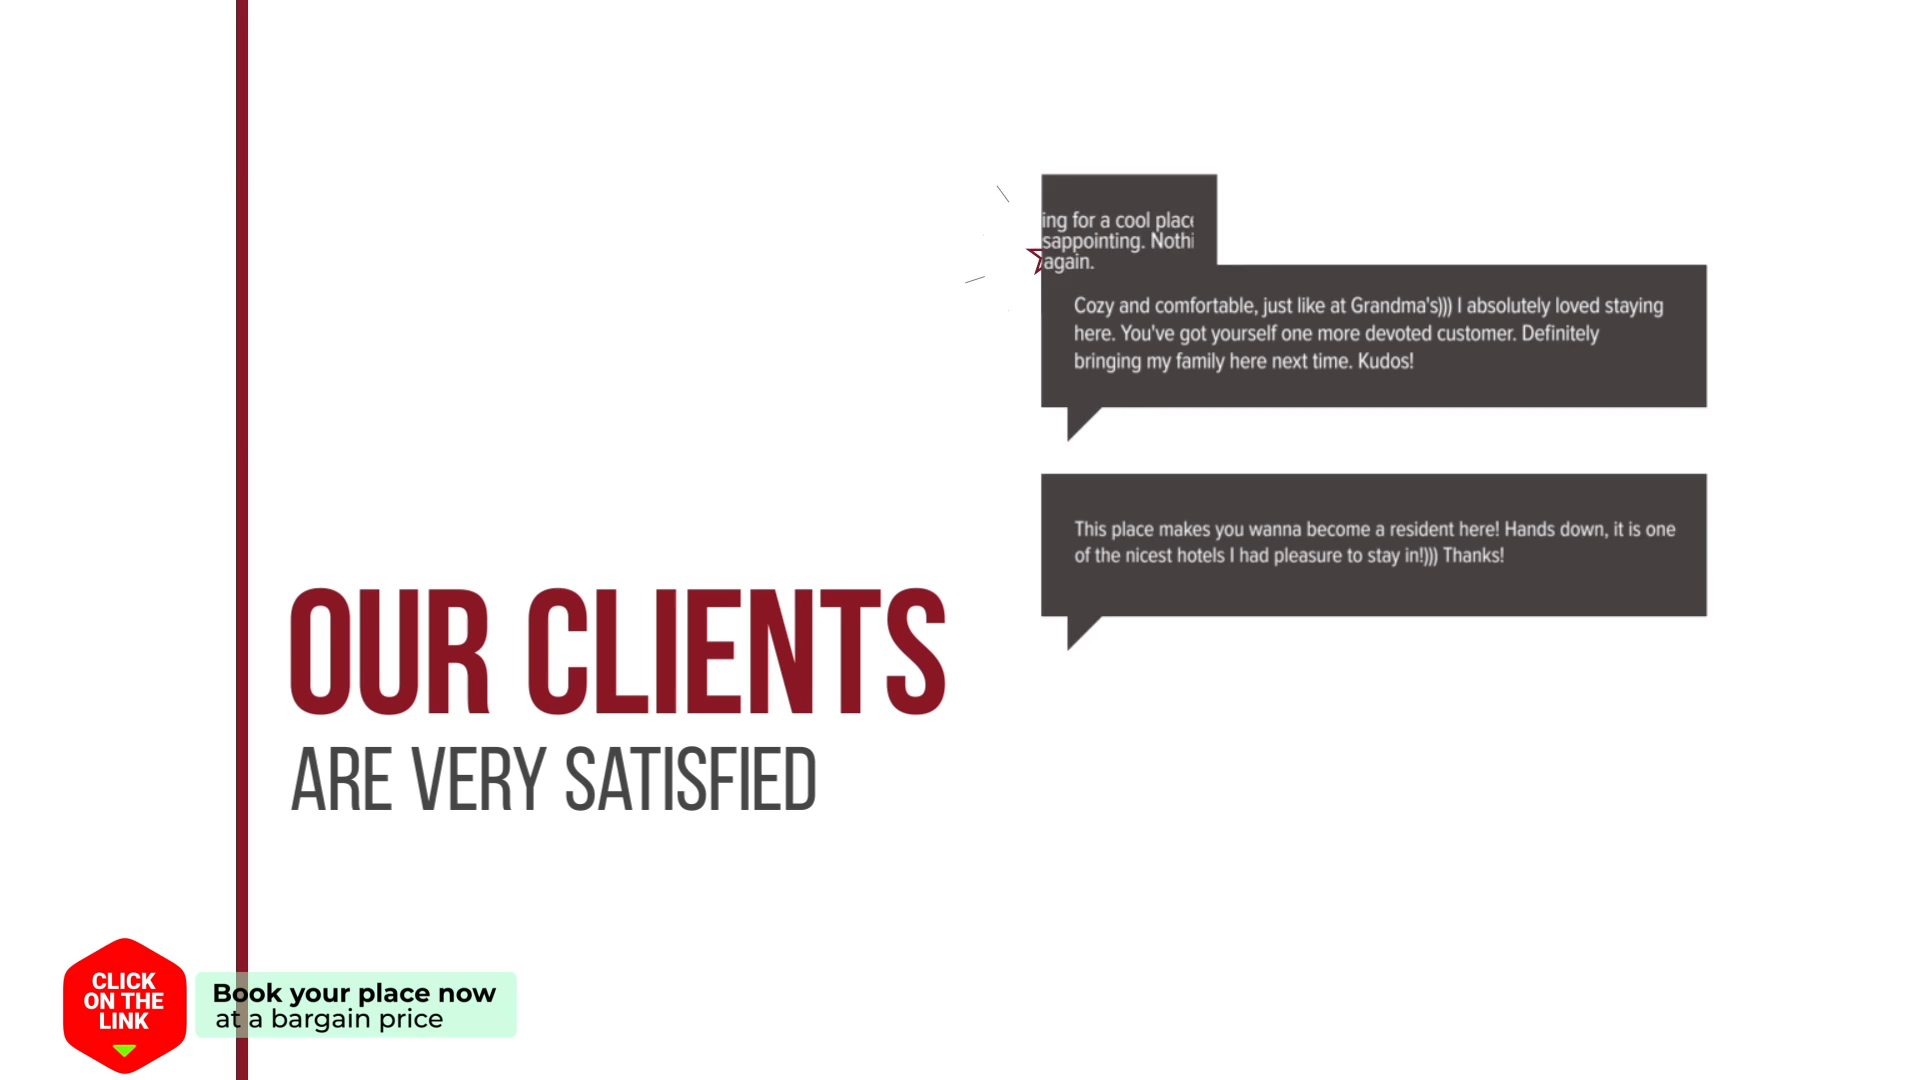 ing for a cool place
sappointing. Nothi
again.
Cozy and comfortable, just like at Grandma's))) I absolutely loved staying
here. You've got yourself one more devoted customer. Definitely
bringing my family here next time. Kudos!
This place makes you wanna become a resident here! Hands down, it is one
of the nicest hotels I had pleasure to stay in!))) Thanks!
OUR CLIENTS
ARE VERY SATISFIED
CLICK
ON THE
LINK
Book your place now
at a bargain price